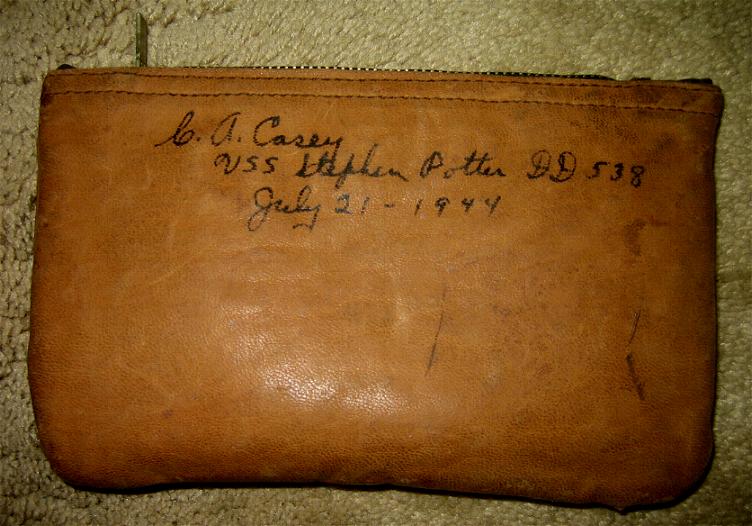 C. A. Casey
USS Stephen Potter DD 538
July 21 - 1944